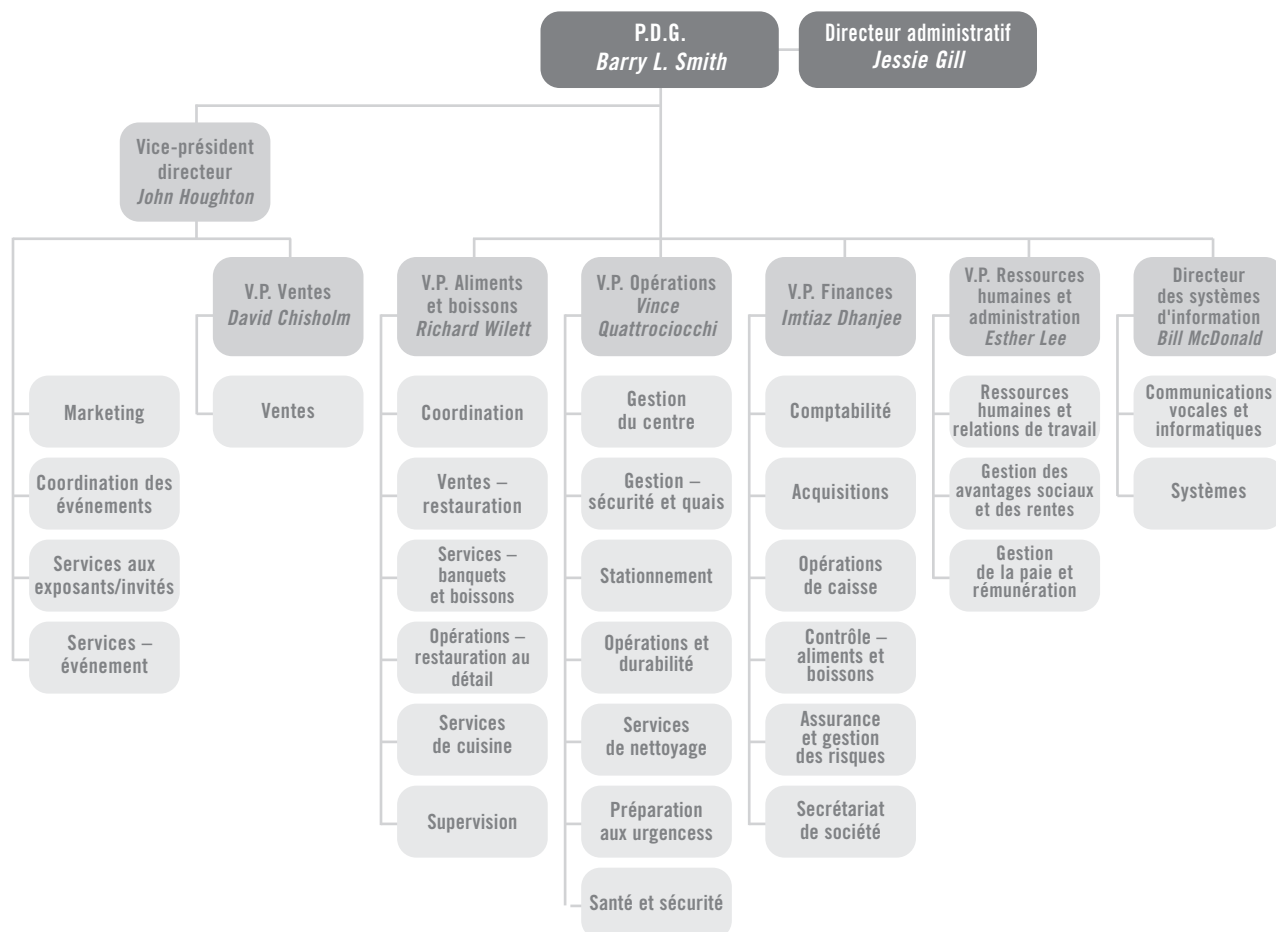 P.D.G.
Barry L. Smith
Directeur administratif
Jessie Gill
Vice-président
directeur
John Houghton
V.P. Ventes
David Chisholm
V.P. Aliments
et boissons
Richard Wilett
V.P. Opérations
Vince
Quattrociocchi
V.P. Finances
Imtiaz Dhanjee
V.P. Ressources
humaines et
administration
Esther Lee
Directeur
des systèmes
d'information
Bill McDonald
Marketing
Coordination des
événements
Services aux
exposants/invités
Services –
événement
Ventes
Coordination
Ventes –
restauration
Services –
banquets
et boissons
Opérations –
restauration au
détail
Services
de cuisine
Supervision
Gestion
du centre
Gestion –
sécurité et quais
Stationnement
Opérations et
durabilité
Services
de nettoyage
Préparation
aux urgencess
Santé et sécurité
Comptabilité
Acquisitions
Opérations
de caisse
Contrôle –
aliments et
boissons
Assurance
et gestion
des risques
Secrétariat
de société
Ressources
humaines et
relations de travail
Gestion des
avantages sociaux
et des rentes
Gestion
de la paie et
rémunération
Communications
vocales et
informatiques
Systèmes